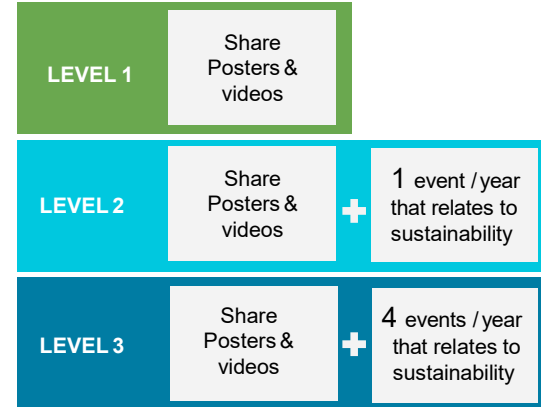 LEVEL 1
Share
Posters & 
videos
LEVEL 2
Share
Posters &
videos
+
1 event / year
that relates to
sustainability
LEVEL 3
Share
Posters &
videos
+
4 events / year
that relates to
sustainability